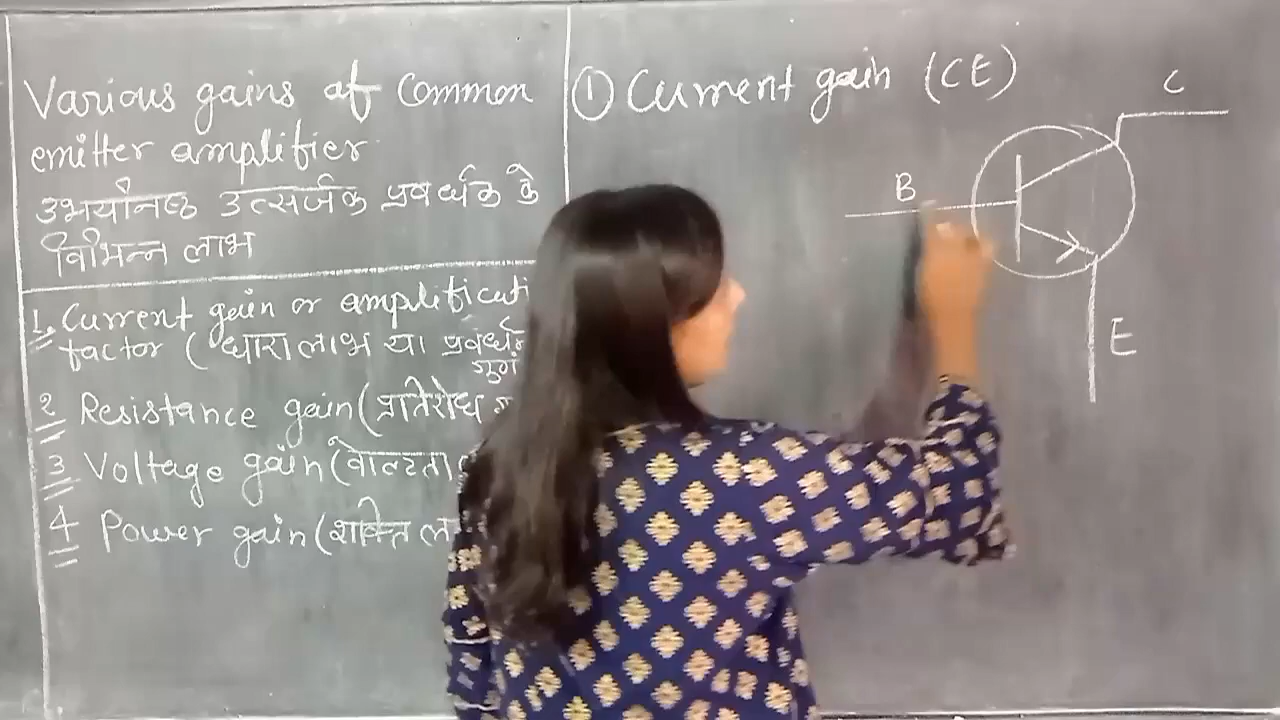 Various gains of Common
emitter amplifier
उभयनिष्ठ उत्सर्जक प्रवर्धक के
विभिन्न लाभ
1. Current gain or amplificati
factor ( धारा लाभ या प्रवर्ध
गुण
2 Resistance gain (प्रतिरोध
3 Voltage gain (वोल्टता
4 Power gain (शक्ति ल
① Current gain (CE)
C
B
E